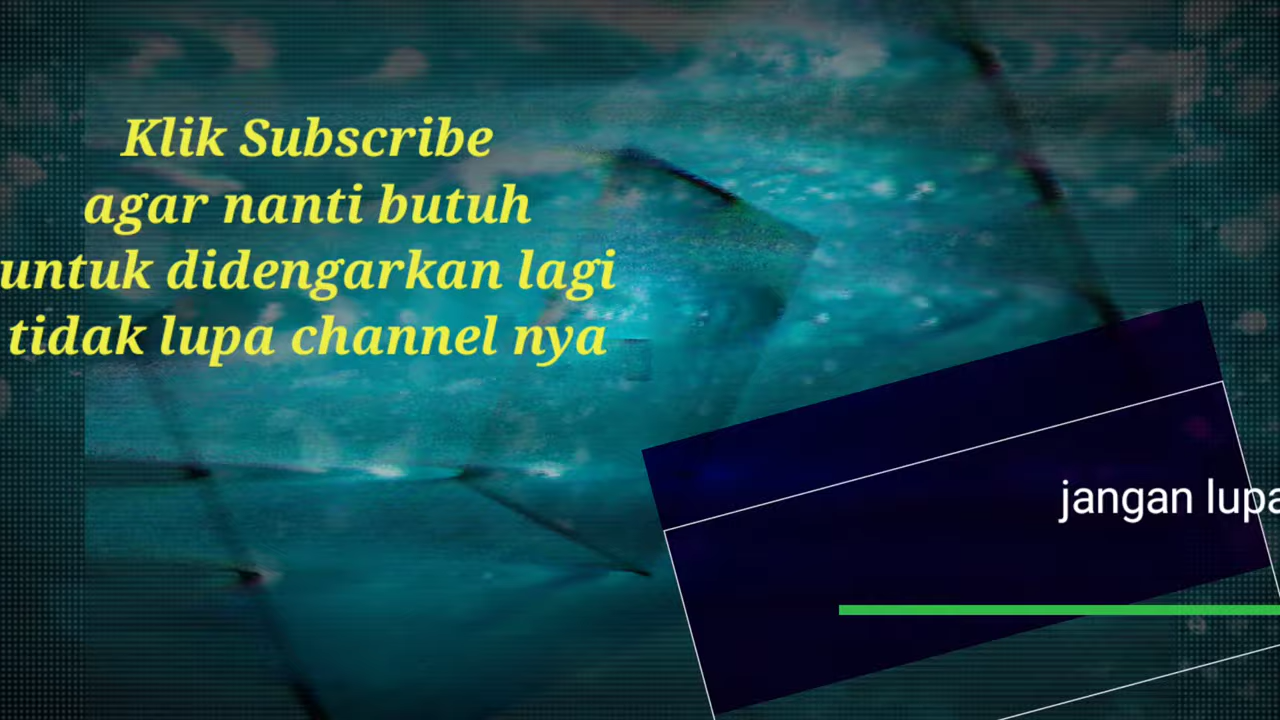 Klik Subscribe
agar nanti butuh
untuk didengarkan lagi
tidak lupa channel nya
jangan lupa